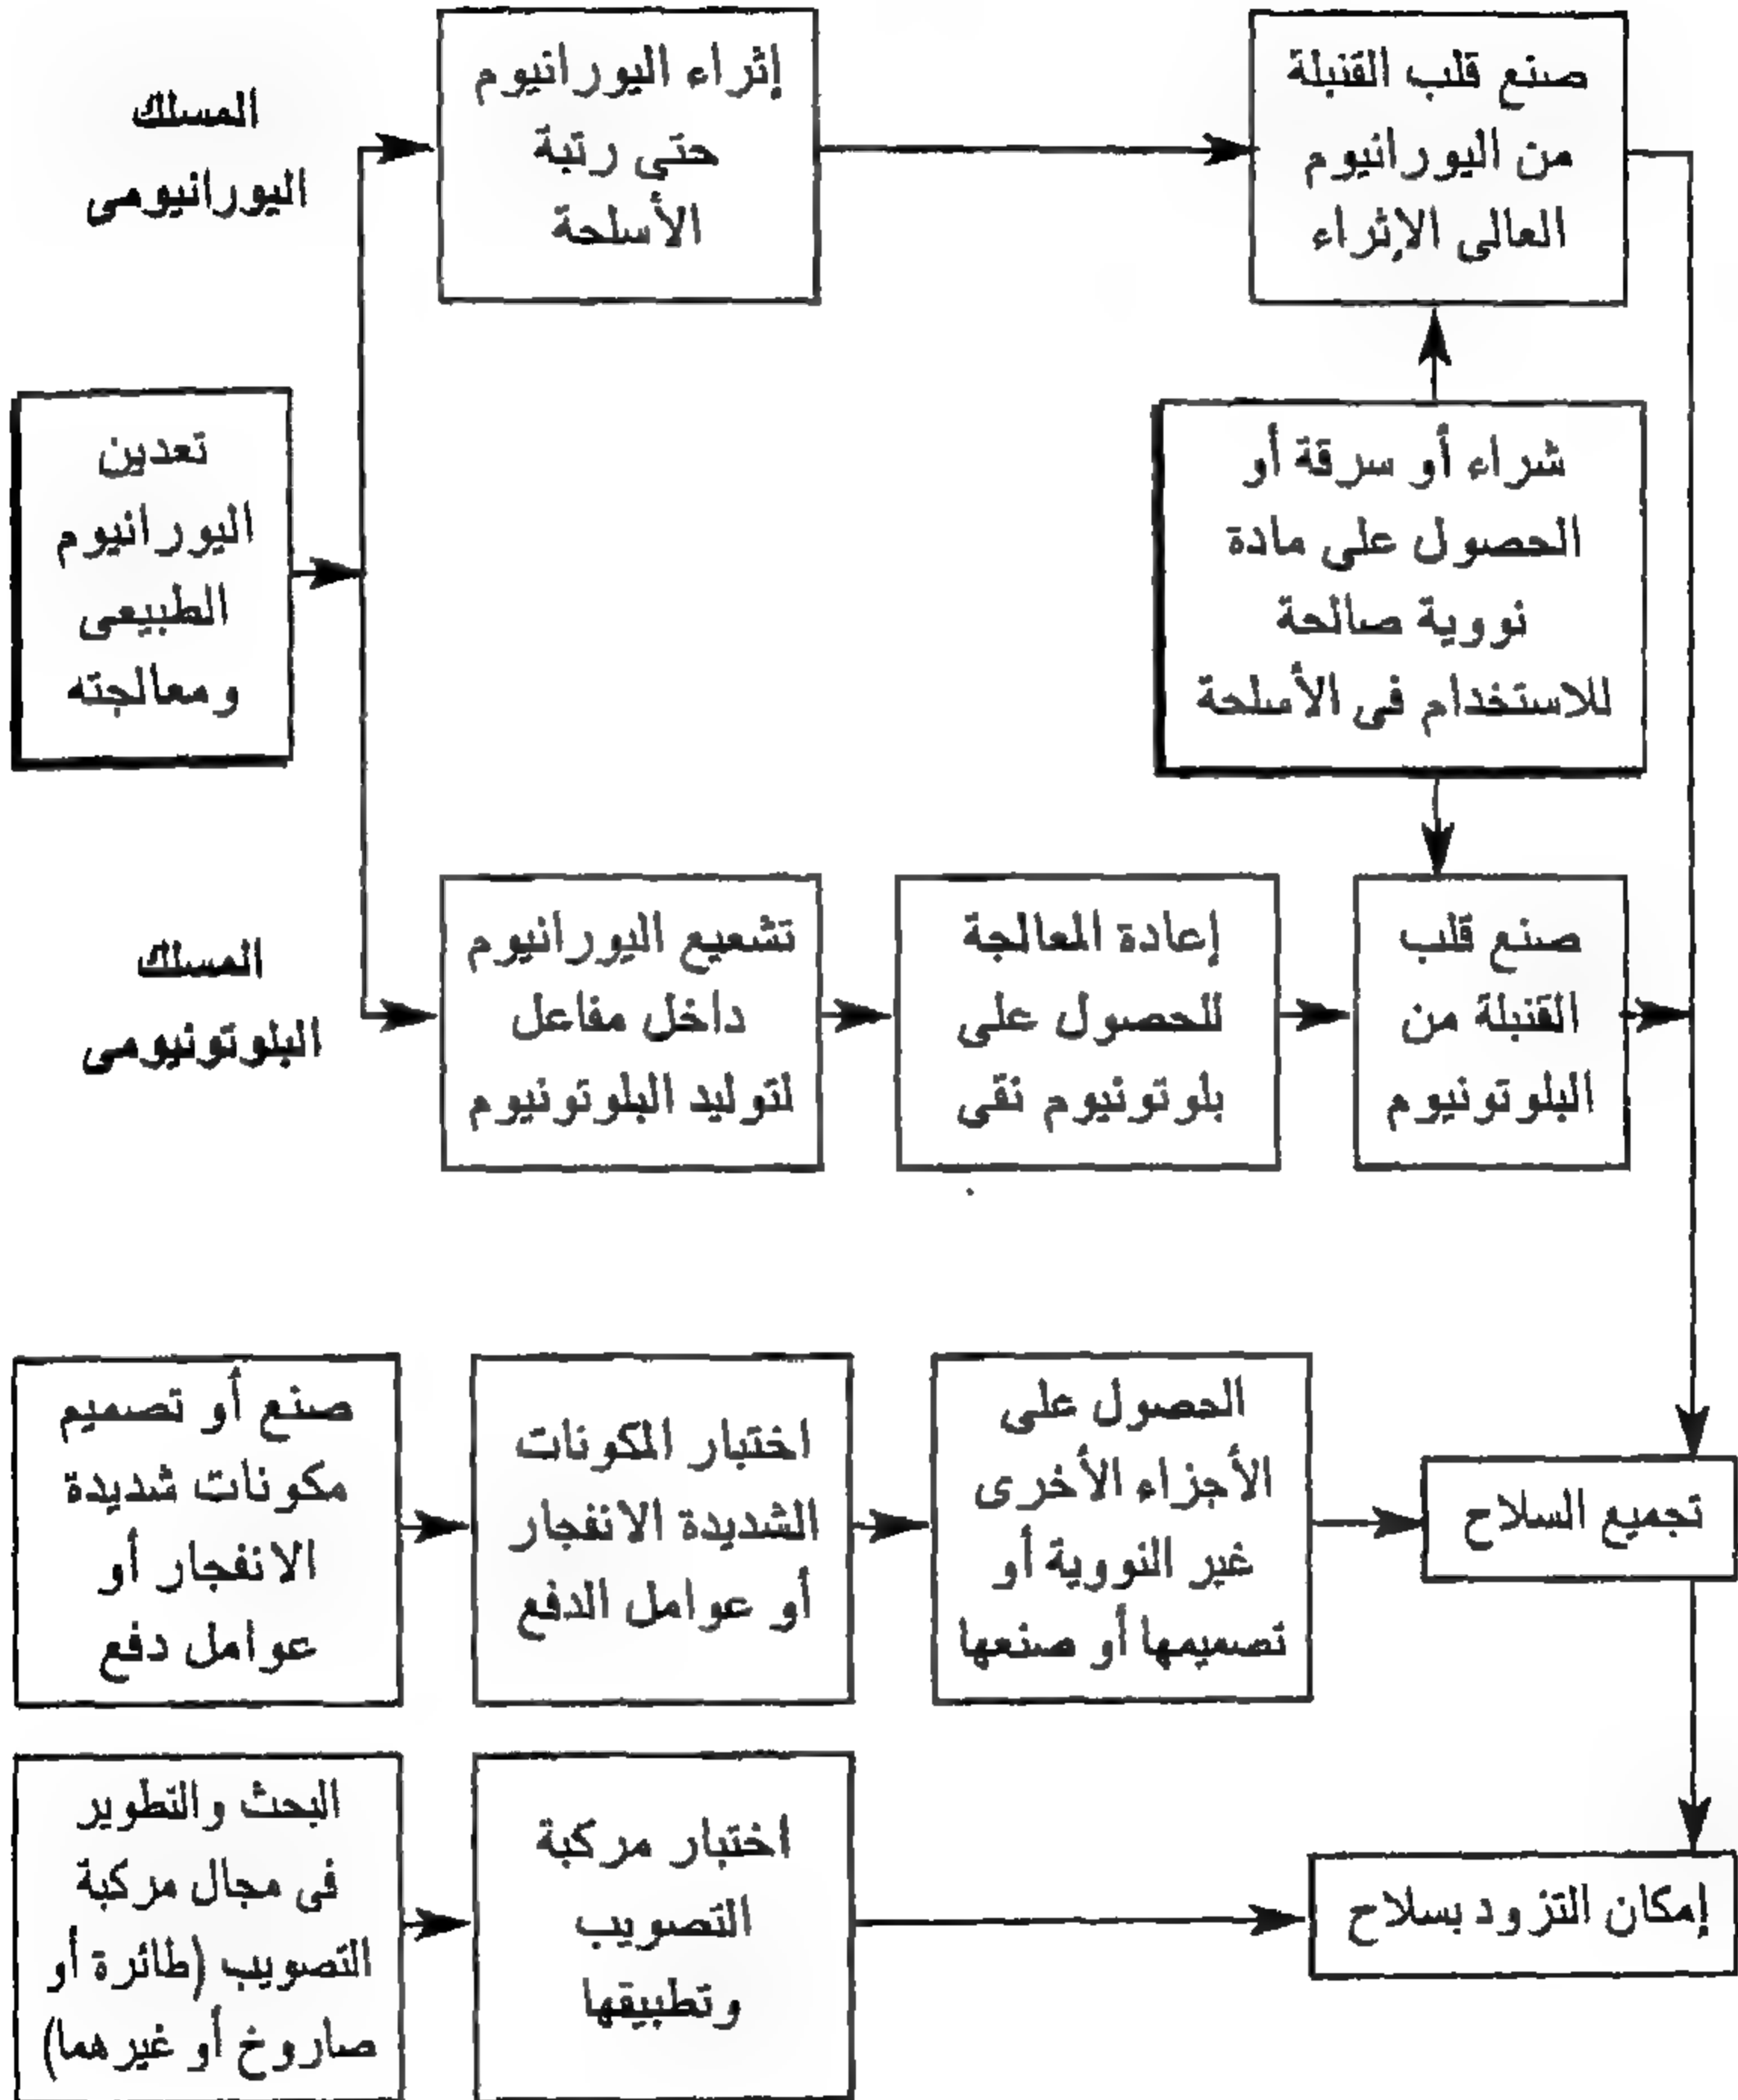 المسلك
اليورانيومى
إثراء اليورانيوم
حتى رتبة
الأسلحة
صنع قلب القنبلة
من اليورانيوم
العالى الإثراء
تعدين
اليورانيوم
الطبيعى
ومعالجته
شراء أو سرقة أو
الحصول على مادة
نووية صالحة
للاستخدام فى الأسلحة
المسلك
البلوتونيومى
تشعيع اليورانيوم
داخل مفاعل
لتوليد البلوتونيوم
إعادة المعالجة
للحصول على
بلوتونيوم نقى
صنع قلب
القنبلة من
البلوتونيوم
صنع أو تصميم
مكونات شديدة
الانفجار أو
عوامل دفع
اختبار المكونات
الشديدة الانفجار
أو عوامل الدفع
الحصول على
الأجزاء الأخرى
غير النووية أو
تصميمها أو صنعها
تجميع السلاح
البحث والتطوير
فى مجال مركبة
التصويب (طائرة أو
صاروخ أو غيرهما)
اختبار مركبة
التصويب
وتطبيقها
إمكان التزود بسلاح